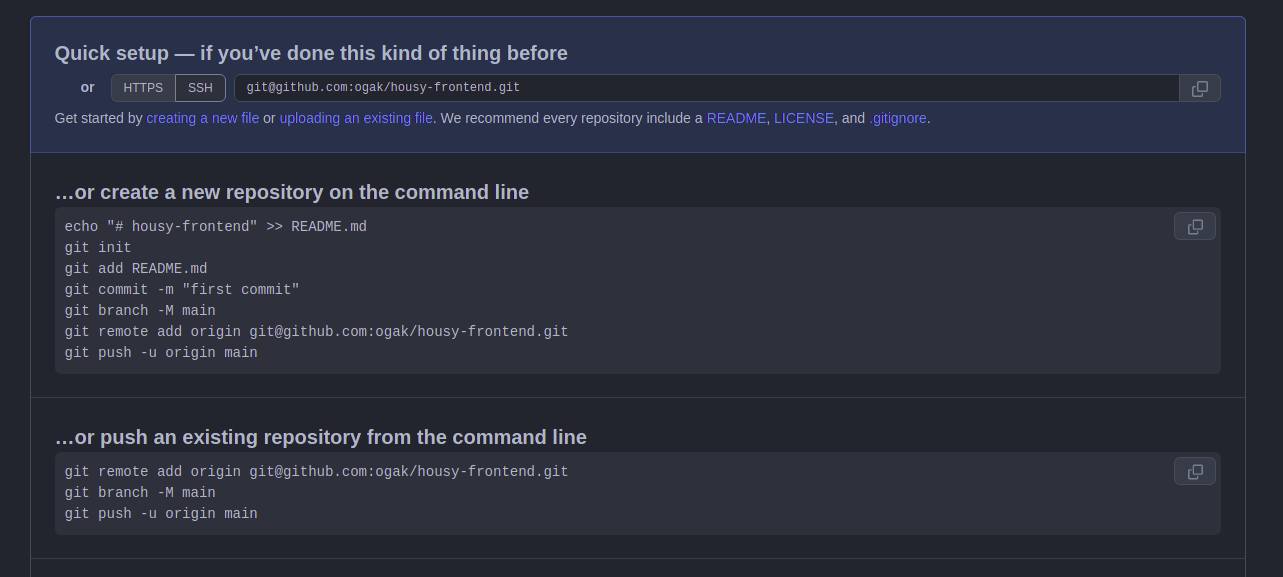 Quick setup — if you’ve done this kind of thing before
or HTTPS SSH git@github.com:ogak/housy-frontend.git
Get started by creating a new file or uploading an existing file. We recommend every repository include a README, LICENSE, and .gitignore.
…or create a new repository on the command line
echo "# housy-frontend" >> README.md
git init
git add README.md
git commit -m "first commit"
git branch -M main
git remote add origin git@github.com:ogak/housy-frontend.git
git push -u origin main
…or push an existing repository from the command line
git remote add origin git@github.com:ogak/housy-frontend.git
git branch -M main
git push -u origin main